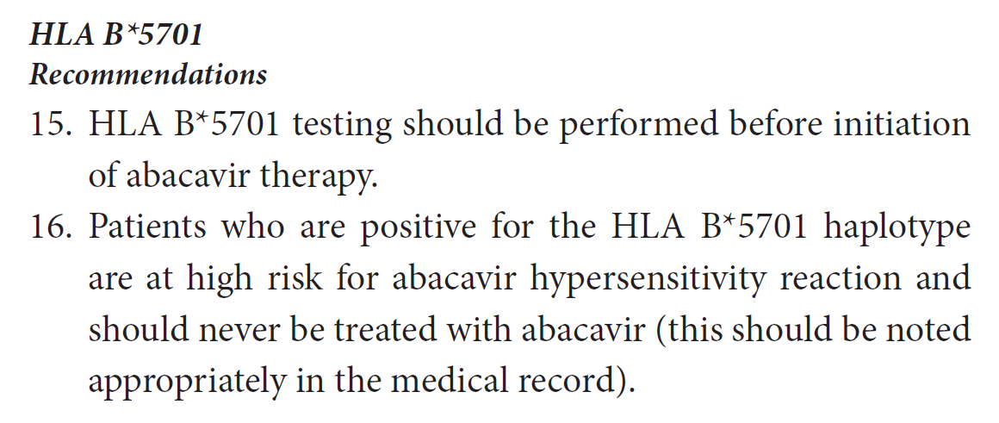 HLA B*5701
Recommendations
15. HLA B*5701 testing should be performed before initiation
of abacavir therapy.
16. Patients who are positive for the HLA B*5701 haplotype
are at high risk for abacavir hypersensitivity reaction and
should never be treated with abacavir (this should be noted
appropriately in the medical record).